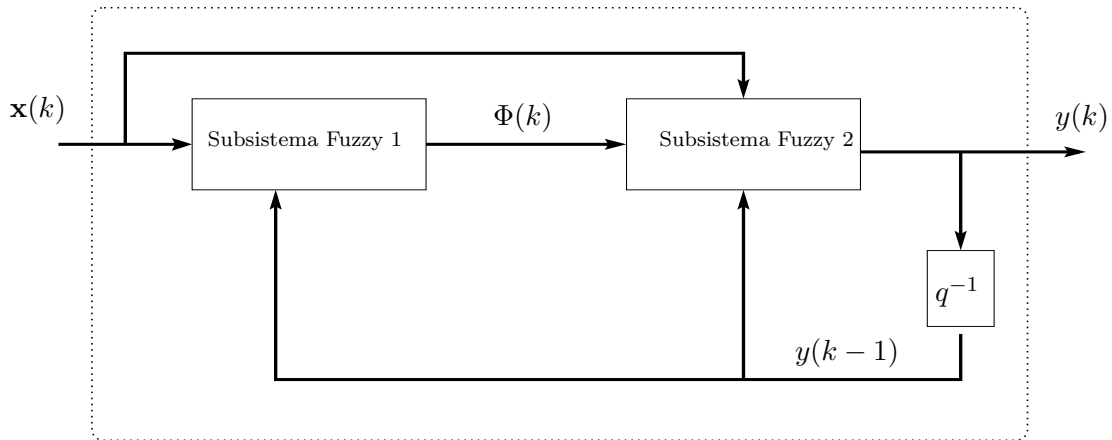 𝐱(k)
Subsistema Fuzzy 1
Φ(k)
Subsistema Fuzzy 2
y(k)
q⁻¹
y(k − 1)